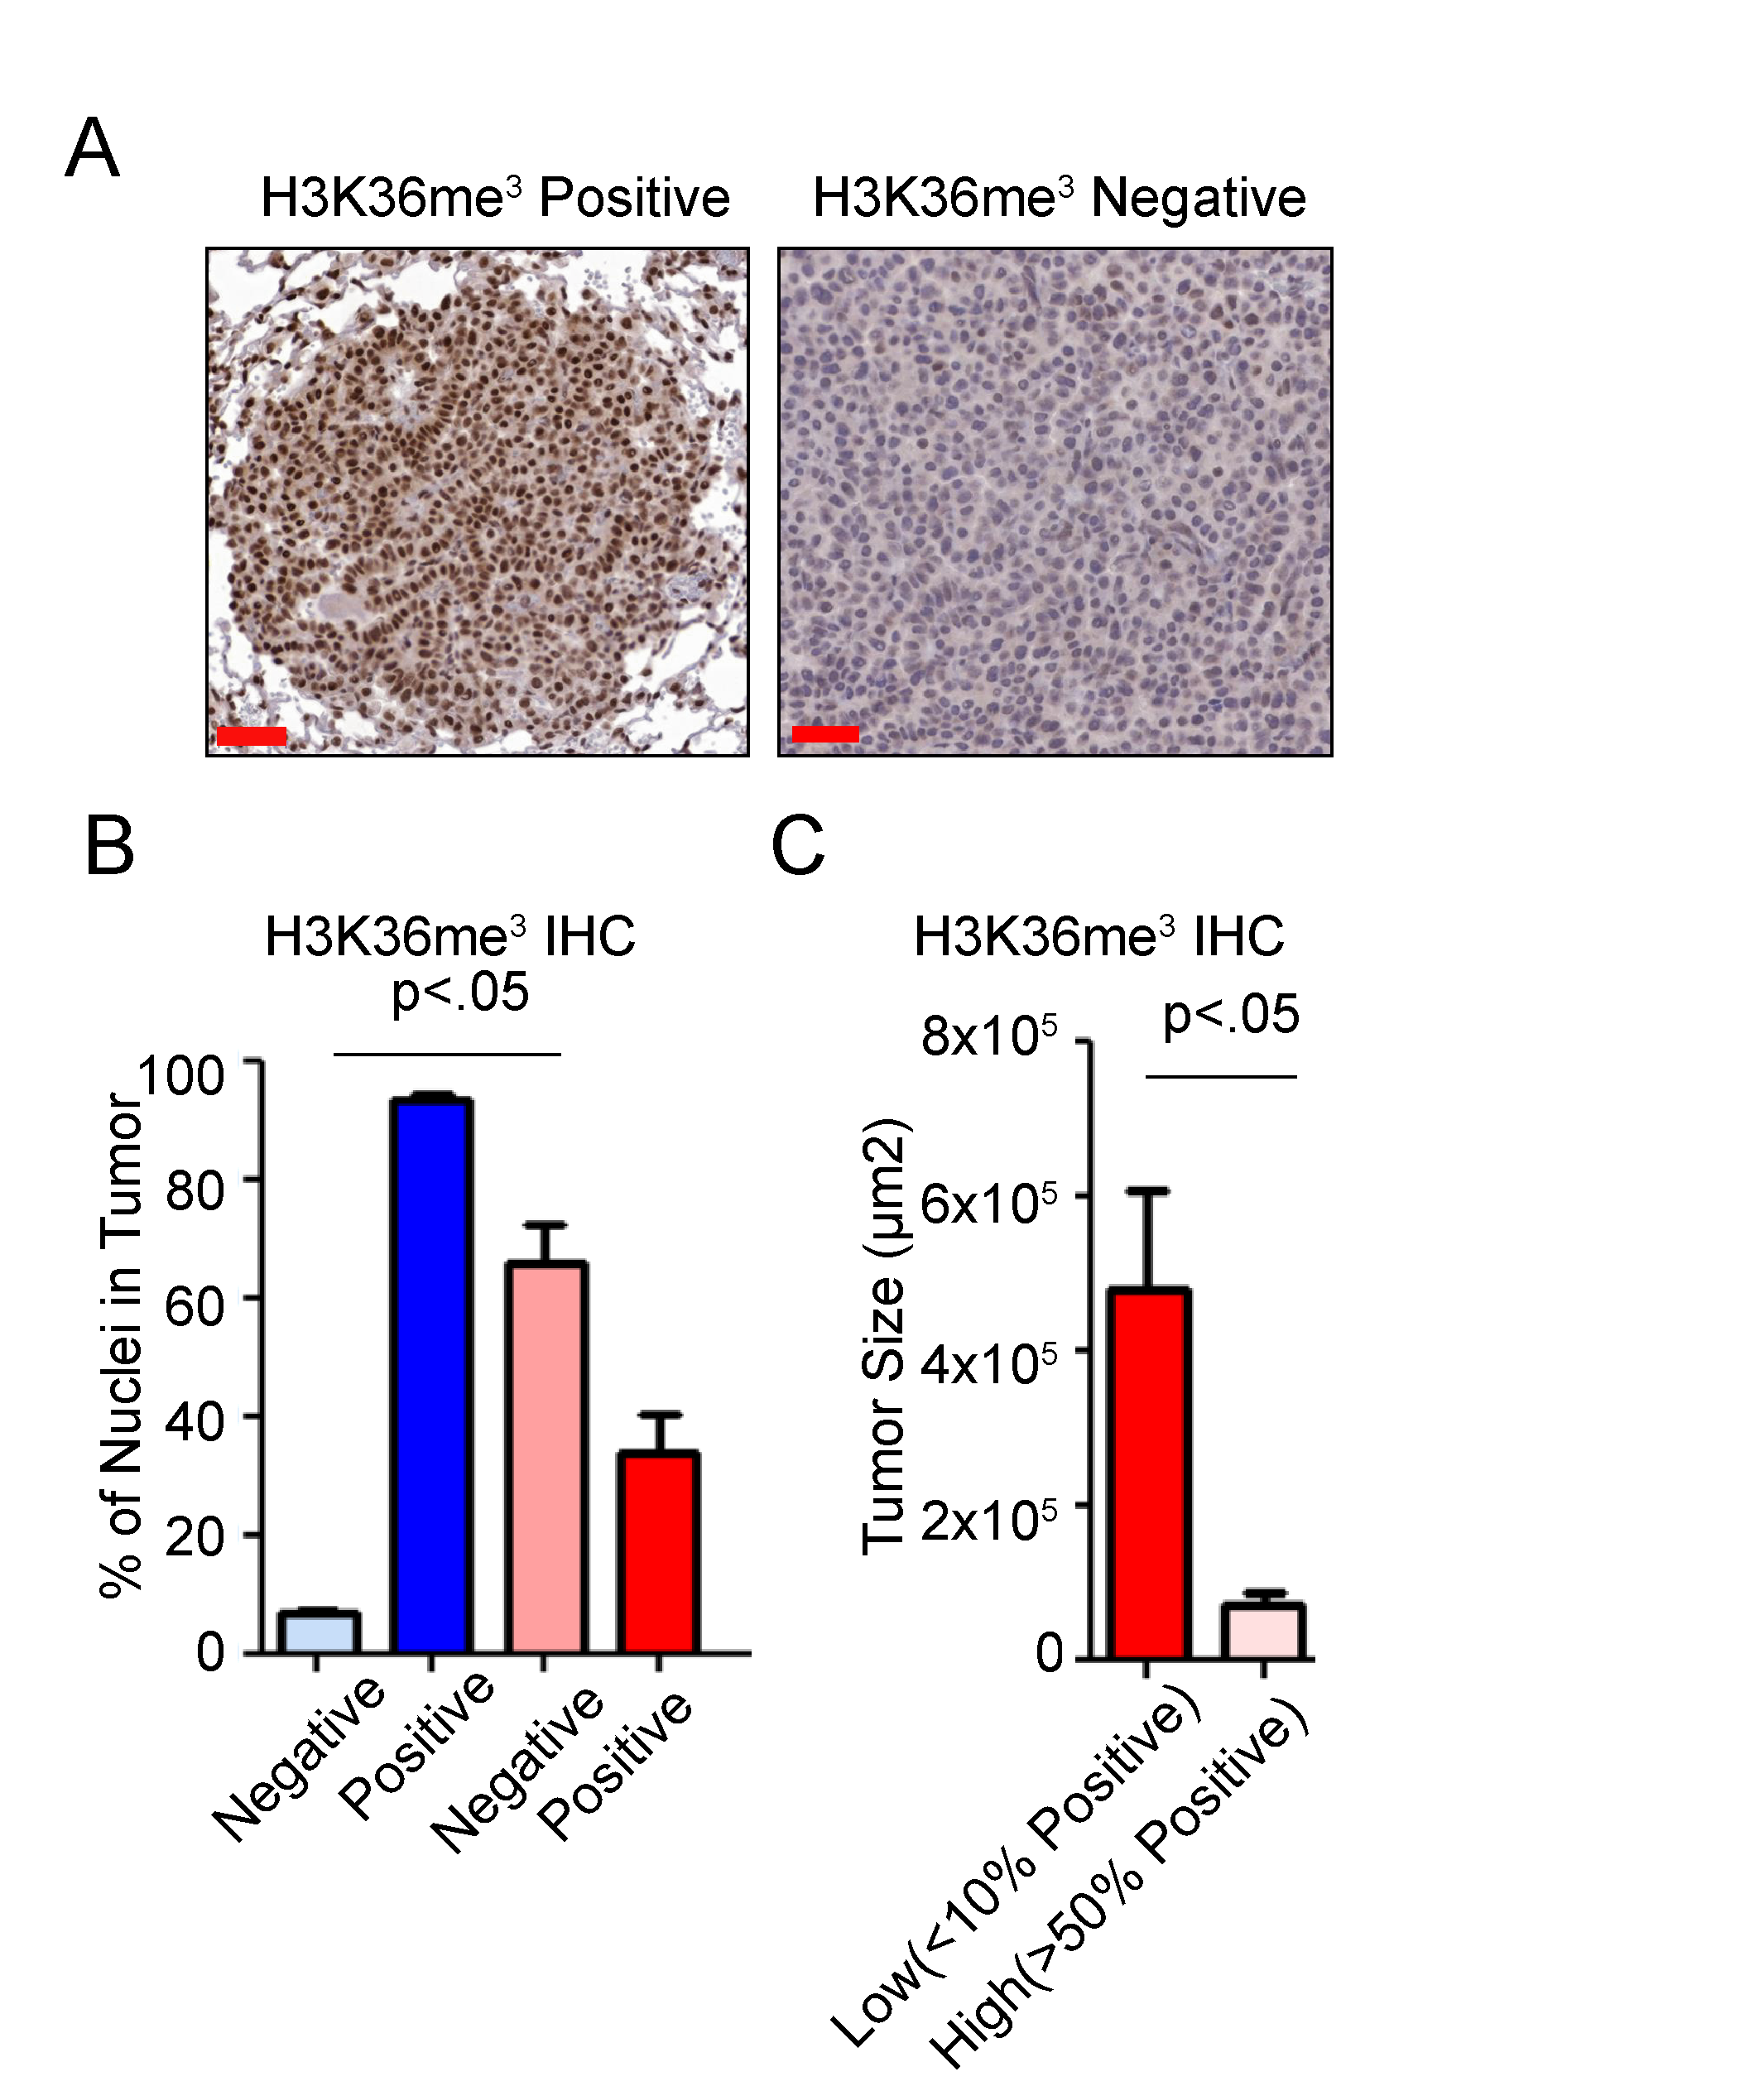 A
H3K36me³ Positive
H3K36me³ Negative
B
H3K36me³ IHC
p<.05
% of Nuclei in Tumor
100
80
60
40
20
0
Negative
Positive
Negative
Positive
C
H3K36me³ IHC
p<.05
Tumor Size (µm2)
8x10⁵
6x10⁵
4x10⁵
2x10⁵
0
Low(<10% Positive)
High(>50% Positive)